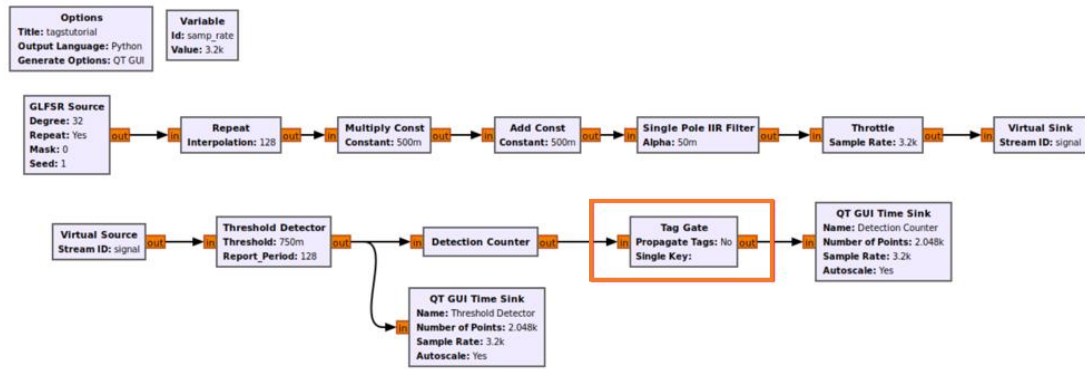 Options
Title: tagstutorial
Output Language: Python
Generate Options: QT GUI
Variable
Id: samp_rate
Value: 3.2k
GLFSR Source
Degree: 32
Repeat: Yes
Mask: 0
Seed: 1
out
in
Repeat
Interpolation: 128
out
in
Multiply Const
Constant: 500m
out
in
Add Const
Constant: 500m
out
in
Single Pole IIR Filter
Alpha: 50m
out
in
Throttle
Sample Rate: 3.2k
out
in
Virtual Sink
Stream ID: signal
Virtual Source
Stream ID: signal
out
in
Threshold Detector
Threshold: 750m
Report_Period: 128
out
in
Detection Counter
out
in
Tag Gate
Propagate Tags: No
Single Key:
out
in
QT GUI Time Sink
Name: Detection Counter
Number of Points: 2.048k
Sample Rate: 3.2k
Autoscale: Yes
in
QT GUI Time Sink
Name: Threshold Detector
Number of Points: 2.048k
Sample Rate: 3.2k
Autoscale: Yes